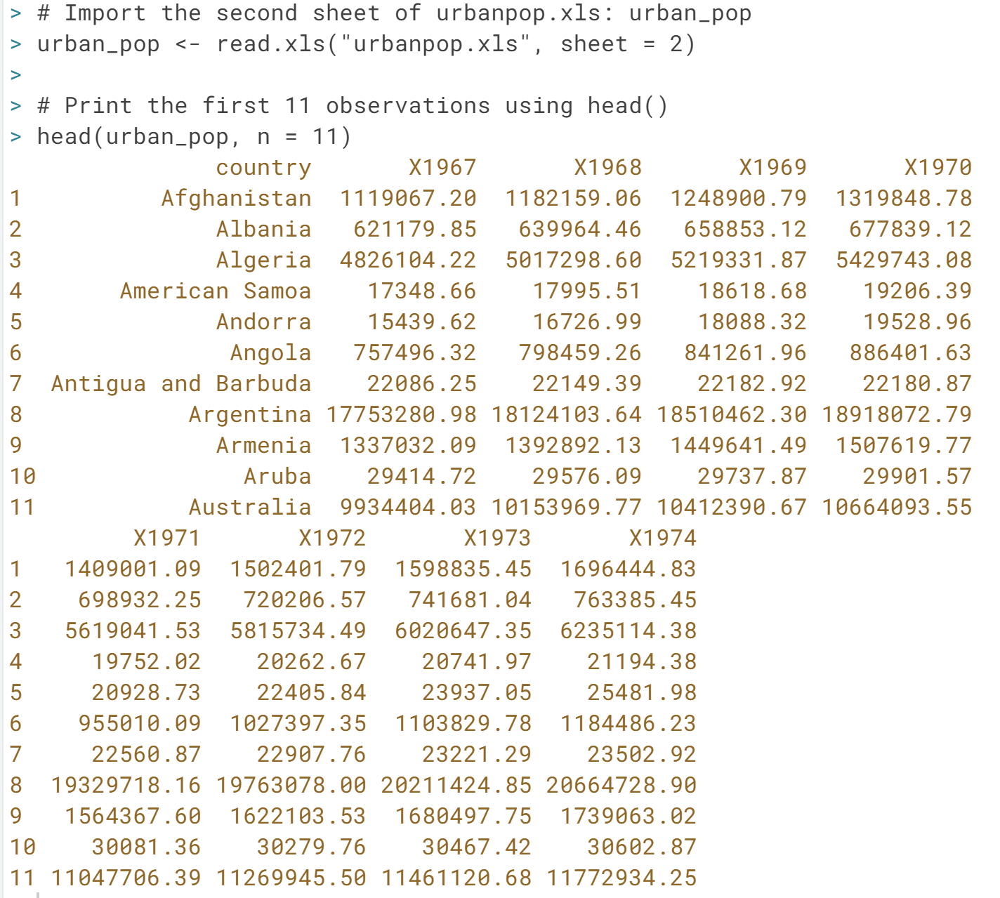 > # Import the second sheet of urbanpop.xls: urban_pop
> urban_pop <- read.xls("urbanpop.xls", sheet = 2)
>
> # Print the first 11 observations using head()
> head(urban_pop, n = 11)
               country       X1967       X1968       X1969       X1970
1          Afghanistan  1119067.20  1182159.06  1248900.79  1319848.78
2              Albania   621179.85   639964.46   658853.12   677839.12
3              Algeria  4826104.22  5017298.60  5219331.87  5429743.08
4       American Samoa    17348.66    17995.51    18618.68    19206.39
5              Andorra    15439.62    16726.99    18088.32    19528.96
6               Angola   757496.32   798459.26   841261.96   886401.63
7  Antigua and Barbuda    22086.25    22149.39    22182.92    22180.87
8            Argentina 17753280.98 18124103.64 18510462.30 18918072.79
9              Armenia  1337032.09  1392892.13  1449641.49  1507619.77
10               Aruba    29414.72    29576.09    29737.87    29901.57
11           Australia  9934404.03 10153969.77 10412390.67 10664093.55
         X1971       X1972       X1973       X1974
1   1409001.09  1502401.79  1598835.45  1696444.83
2    698932.25   720206.57   741681.04   763385.45
3   5619041.53  5815734.49  6020647.35  6235114.38
4     19752.02    20262.67    20741.97    21194.38
5     20928.73    22405.84    23937.05    25481.98
6    955010.09  1027397.35  1103829.78  1184486.23
7     22560.87    22907.76    23221.29    23502.92
8  19329718.16 19763078.00 20211424.85 20664728.90
9   1564367.60  1622103.53  1680497.75  1739063.02
10    30081.36    30279.76    30467.42    30602.87
11 11047706.39 11269945.50 11461120.68 11772934.25